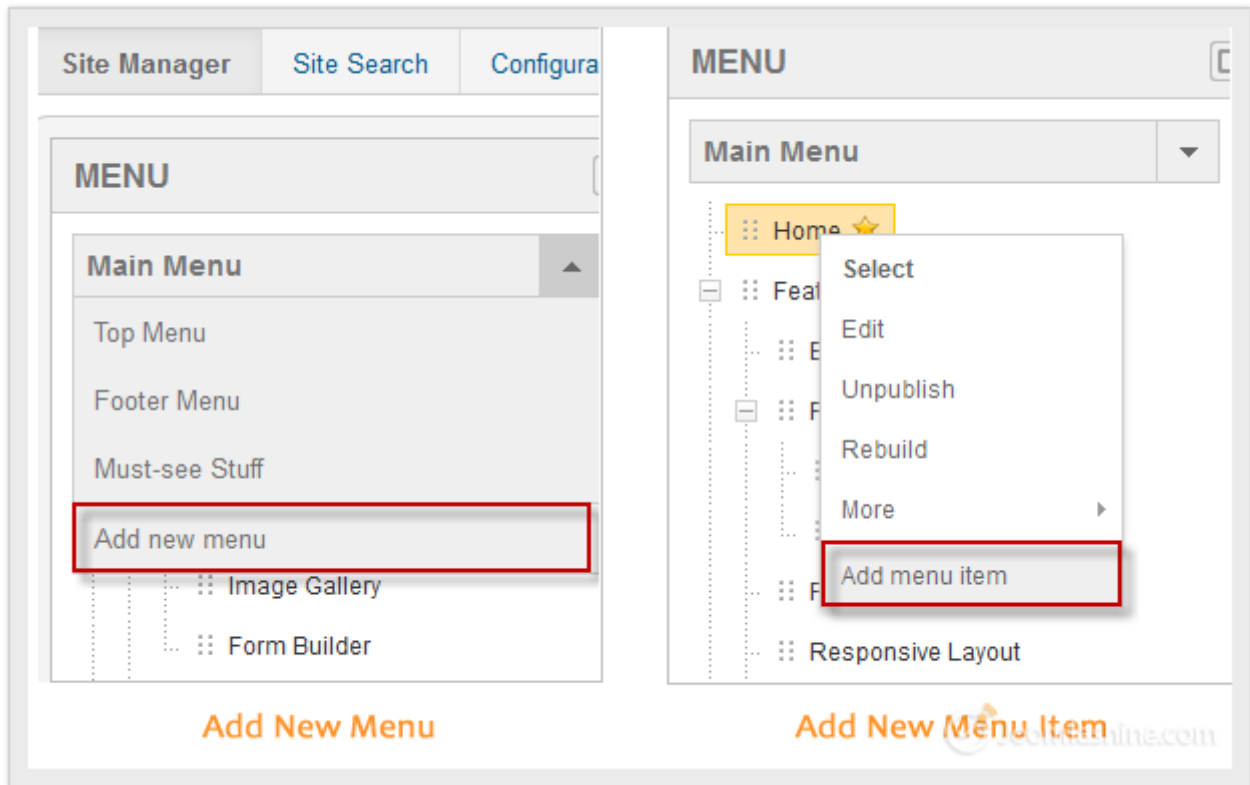 Site Manager
Site Search
Configura
MENU
Main Menu
Top Menu
Footer Menu
Must-see Stuff
Add new menu
Image Gallery
Form Builder
Add New Menu
MENU
Main Menu
Home
Select
Feat
Edit
E
Unpublish
F
Rebuild
More
Add menu item
F
Responsive Layout
Add New Menu Item